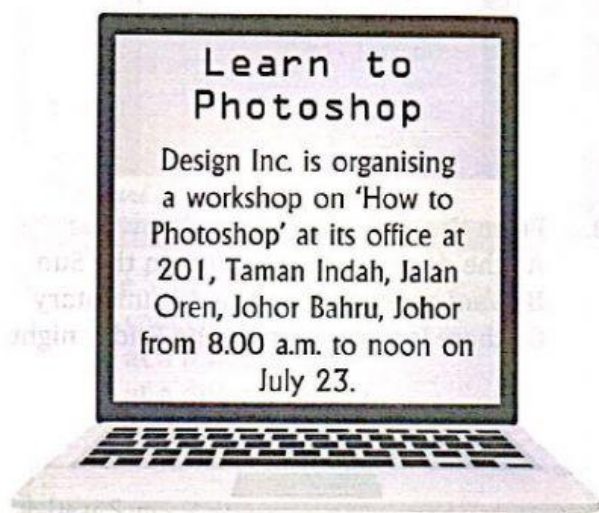 Learn to
Photoshop
Design Inc. is organising
a workshop on 'How to
Photoshop' at its office at
201, Taman Indah, Jalan
Oren, Johor Bahru, Johor
from 8.00 a.m. to noon on
July 23.